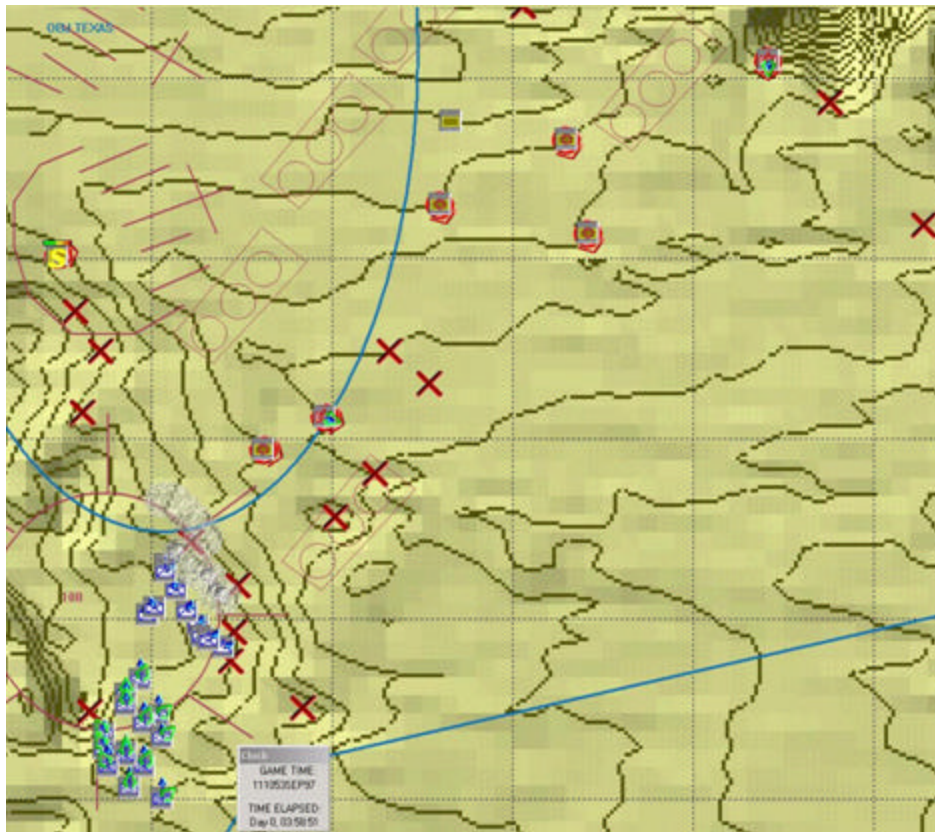 OBJ TEXAS
S
100
Clock
GAME TIME:
111053SEP97
TIME ELAPSED:
Day 0, 03:58:51